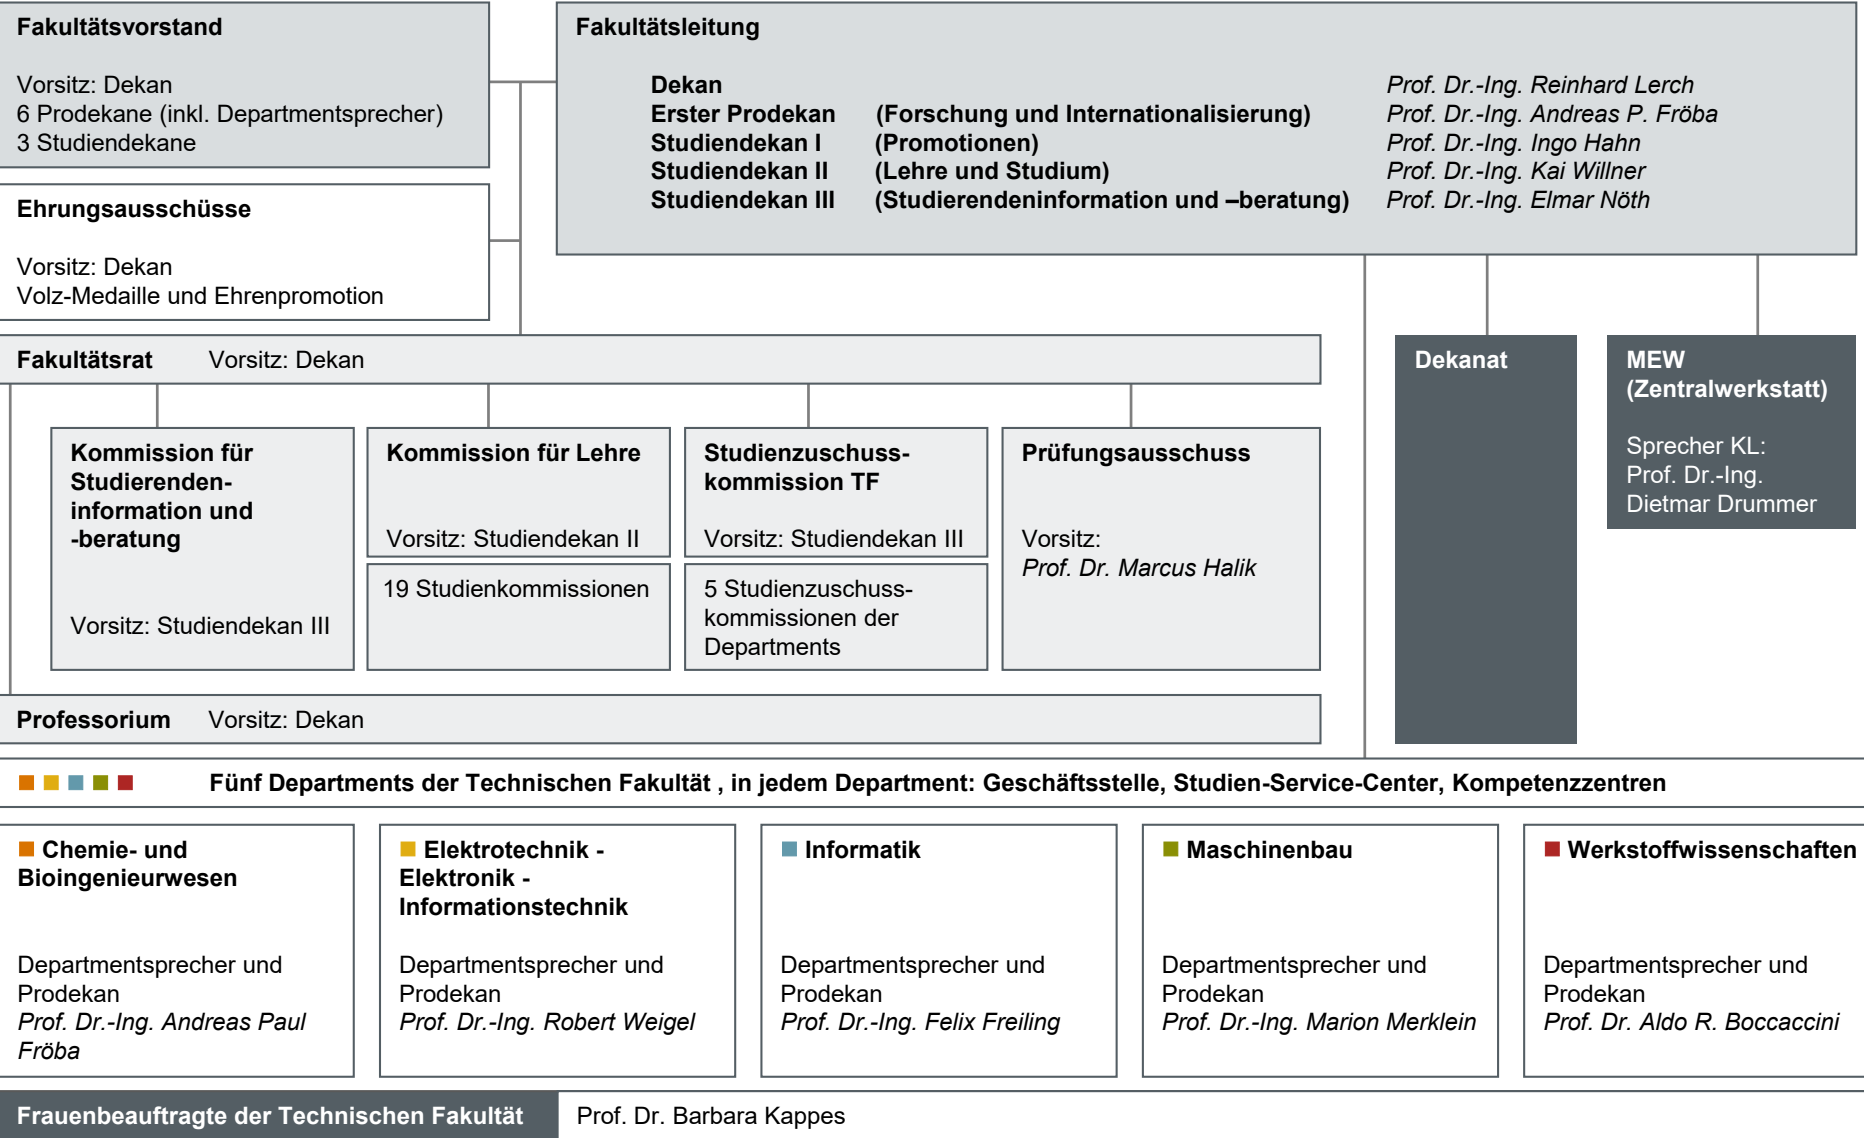 Fakultätsvorstand
Vorsitz: Dekan
6 Prodekane (inkl. Departmentsprecher)
3 Studiendekane
Fakultätsleitung
Dekan Prof. Dr.-Ing. Reinhard Lerch
Erster Prodekan (Forschung und Internationalisierung) Prof. Dr.-Ing. Andreas P. Fröba
Studiendekan I (Promotionen) Prof. Dr.-Ing. Ingo Hahn
Studiendekan II (Lehre und Studium) Prof. Dr.-Ing. Kai Willner
Studiendekan III (Studierendeninformation und –beratung) Prof. Dr.-Ing. Elmar Nöth
Ehrungsausschüsse
Vorsitz: Dekan
Volz-Medaille und Ehrenpromotion
Fakultätsrat Vorsitz: Dekan
Dekanat
MEW
(Zentralwerkstatt)
Sprecher KL:
Prof. Dr.-Ing.
Dietmar Drummer
Kommission für
Studierenden-
information und
-beratung
Vorsitz: Studiendekan III
Kommission für Lehre
Vorsitz: Studiendekan II
19 Studienkommissionen
Studienzuschuss-
kommission TF
Vorsitz: Studiendekan III
5 Studienzuschuss-
kommissionen der
Departments
Prüfungsausschuss
Vorsitz:
Prof. Dr. Marcus Halik
Professorium Vorsitz: Dekan
Fünf Departments der Technischen Fakultät , in jedem Department: Geschäftsstelle, Studien-Service-Center, Kompetenzzentren
Chemie- und
Bioingenieurwesen
Departmentsprecher und
Prodekan
Prof. Dr.-Ing. Andreas Paul
Fröba
Elektrotechnik -
Elektronik -
Informationstechnik
Departmentsprecher und
Prodekan
Prof. Dr.-Ing. Robert Weigel
Informatik
Departmentsprecher und
Prodekan
Prof. Dr.-Ing. Felix Freiling
Maschinenbau
Departmentsprecher und
Prodekan
Prof. Dr.-Ing. Marion Merklein
Werkstoffwissenschaften
Departmentsprecher und
Prodekan
Prof. Dr. Aldo R. Boccaccini
Frauenbeauftragte der Technischen Fakultät Prof. Dr. Barbara Kappes